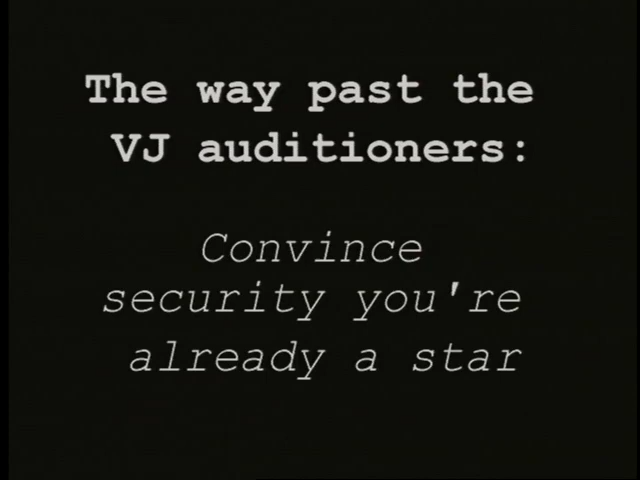 The way past the
VJ auditioners:
Convince
security you're
already a star